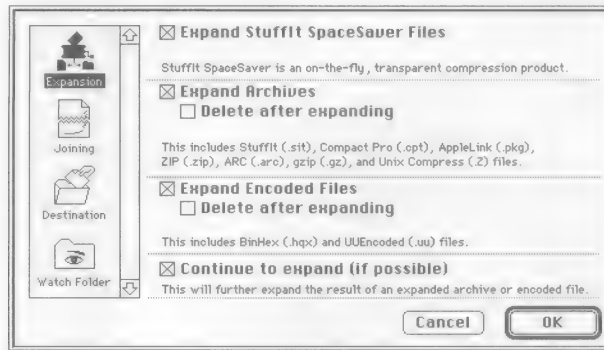 Expansion
Joining
Destination
Watch Folder
Expand StuffIt SpaceSaver Files
StuffIt SpaceSaver is an on-the-fly, transparent compression product.
Expand Archives
Delete after expanding
This includes StuffIt (.sit), Compact Pro (.cpt), AppleLink (.pkg),
ZIP (.zip), ARC (.arc), gzip (.gz), and Unix Compress (.Z) files.
Expand Encoded Files
Delete after expanding
This includes BinHex (.hqx) and UUEncoded (.uu) files.
Continue to expand (if possible)
This will further expand the result of an expanded archive or encoded file.
Cancel
OK